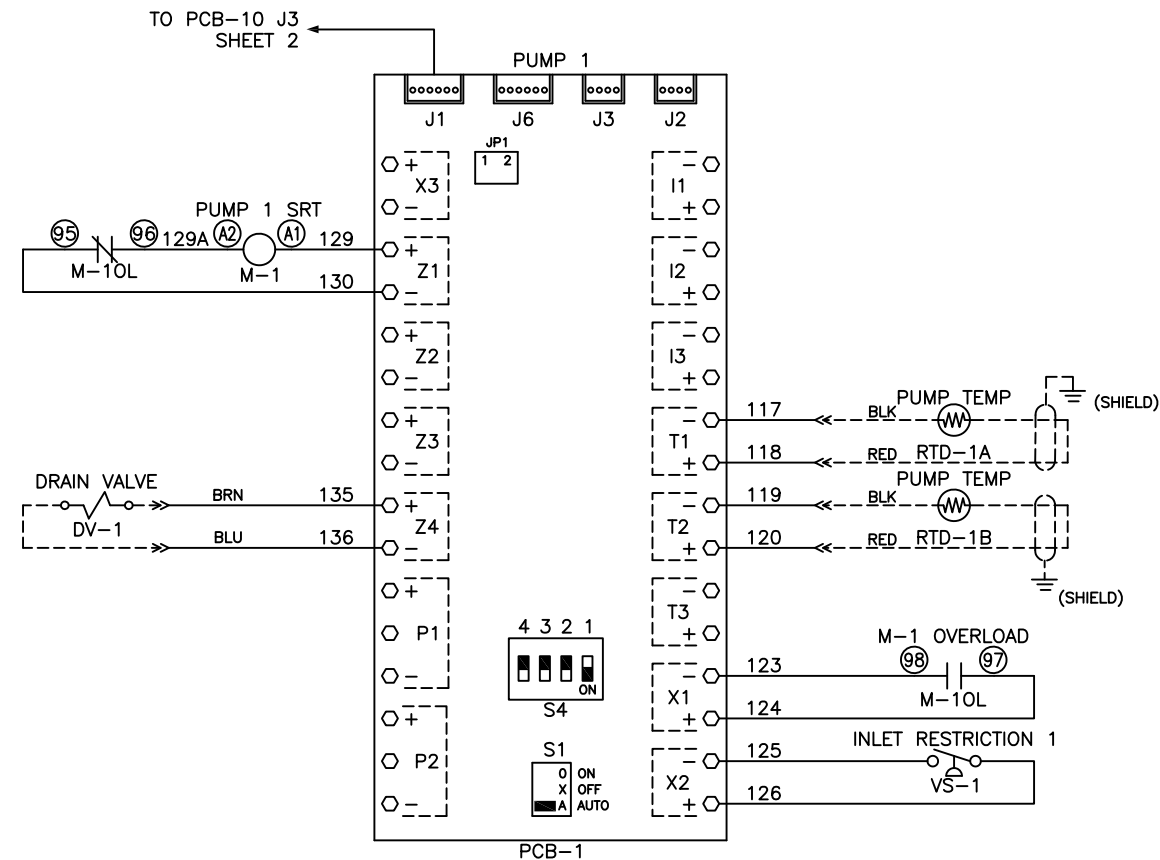 TO PCB-10 J3
SHEET 2
PUMP 1
J1 J6 J3 J2
JP1
1 2
+ X3 −
− I1 +
PUMP 1 SRT
95 96 129A A2 A1 129
M-1OL M-1
130
+ Z1 −
− I2 +
+ Z2 −
− I3 +
+ Z3 −
− T1 +
117 BLK PUMP TEMP
118 RED RTD-1A
(SHIELD)
DRAIN VALVE
DV-1
BRN 135
BLU 136
+ Z4 −
− T2 +
119 BLK PUMP TEMP
120 RED RTD-1B
(SHIELD)
+ P1 −
− T3 +
4 3 2 1
ON
S4
M-1 OVERLOAD
98 97
123
M-1OL
124
− X1 +
+ P2 −
S1
O ON
X OFF
A AUTO
INLET RESTRICTION 1
125
VS-1
126
− X2 +
PCB-1